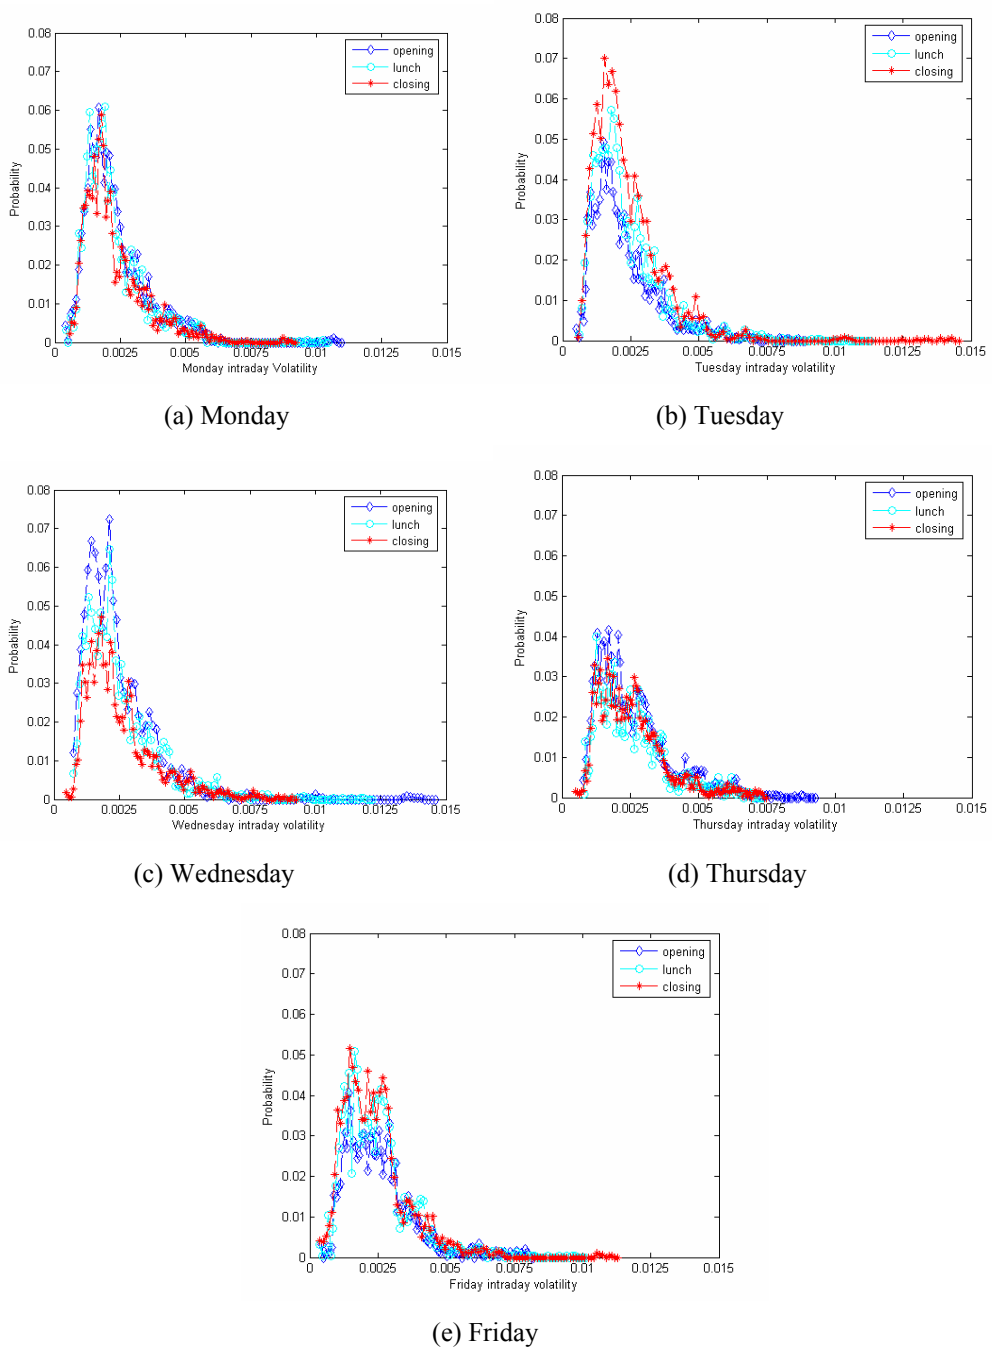 0.08
0.07
0.06
0.05
0.04
0.03
0.02
0.01
0
Probability
opening
lunch
closing
0 0.0025 0.005 0.0075 0.01 0.0125 0.015
Monday intraday Volatility
(a) Monday
0.08
0.07
0.06
0.05
0.04
0.03
0.02
0.01
0
Probability
opening
lunch
closing
0 0.0025 0.005 0.0075 0.01 0.0125 0.015
Tuesday intraday volatility
(b) Tuesday
0.08
0.07
0.06
0.05
0.04
0.03
0.02
0.01
0
Probability
opening
lunch
closing
0 0.0025 0.005 0.0075 0.01 0.0125 0.015
Wednesday intraday volatility
(c) Wednesday
0.08
0.07
0.06
0.05
0.04
0.03
0.02
0.01
0
Probability
opening
lunch
closing
0 0.0025 0.005 0.0075 0.01 0.0125 0.015
Thursday intraday volatility
(d) Thursday
0.08
0.07
0.06
0.05
0.04
0.03
0.02
0.01
0
Probability
opening
lunch
closing
0 0.0025 0.005 0.0075 0.01 0.0125 0.015
Friday intraday volatility
(e) Friday